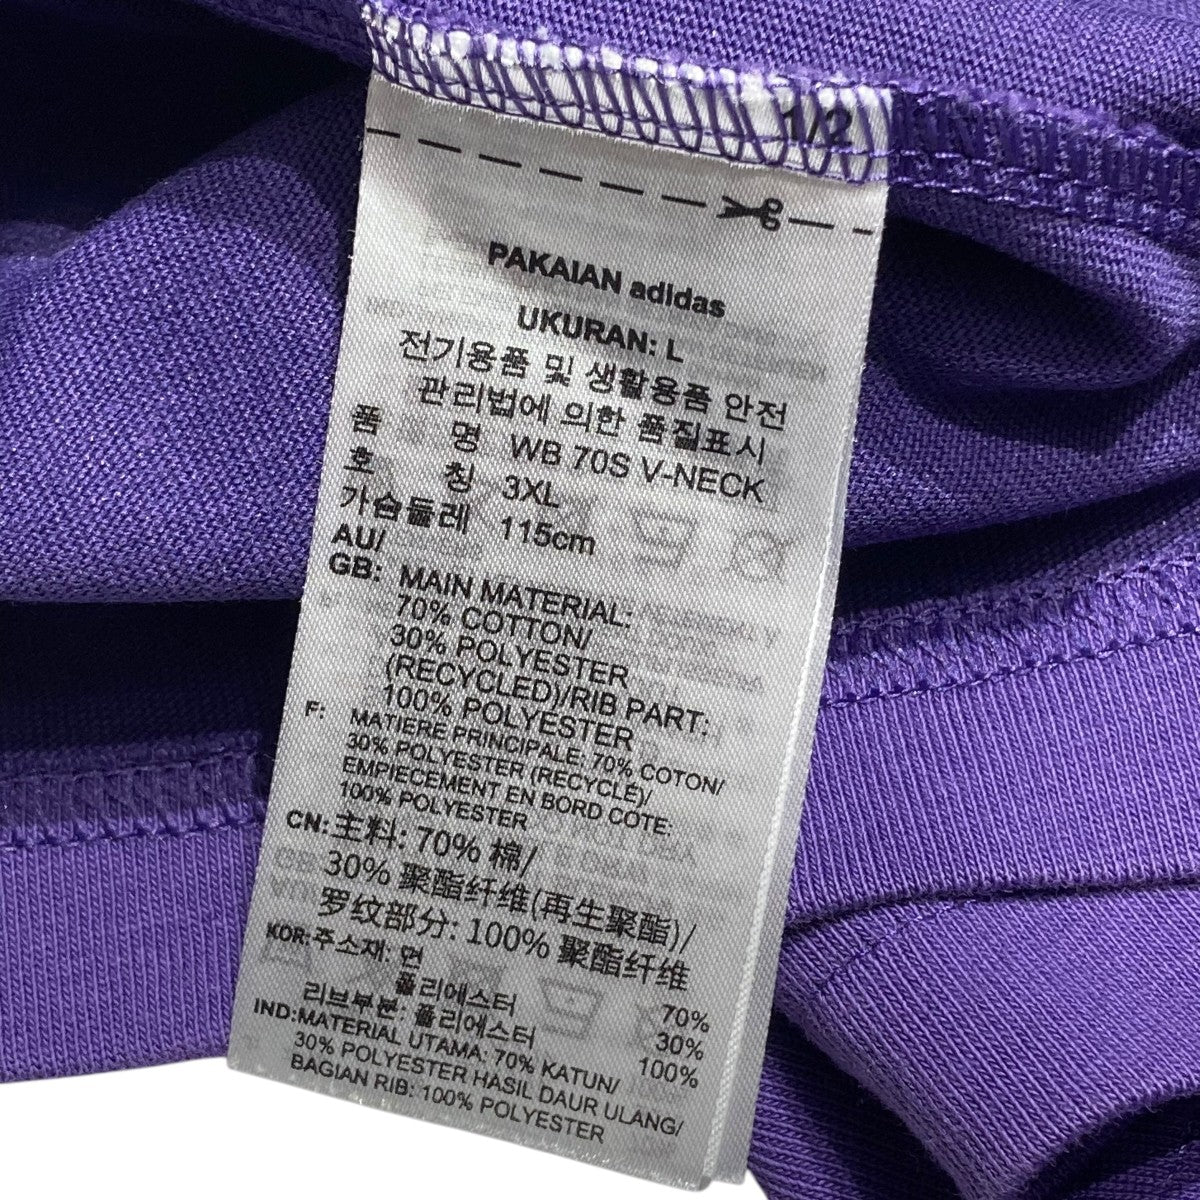 1/2
PAKAIAN adidas
UKURAN: L
전기용품 및 생활용품 안전
관리법에 의한 품질표시
품 명 WB 70S V-NECK
호 칭 3XL
가슴둘레 115cm
AU/
GB: MAIN MATERIAL:
70% COTTON/
30% POLYESTER
(RECYCLED)/RIB PART:
100% POLYESTER
F: MATIERE PRINCIPALE: 70% COTON/
30% POLYESTER (RECYCLÉ)/
EMPIECEMENT EN BORD COTE:
100% POLYESTER
CN: 主料: 70% 棉/
30% 聚酯纤维(再生聚酯)/
罗纹部分: 100% 聚酯纤维
KOR: 주소재: 면 70%
폴리에스터 30%
리브부분: 폴리에스터 100%
IND: MATERIAL UTAMA: 70% KATUN/
30% POLYESTER HASIL DAUR ULANG/
BAGIAN RIB: 100% POLYESTER